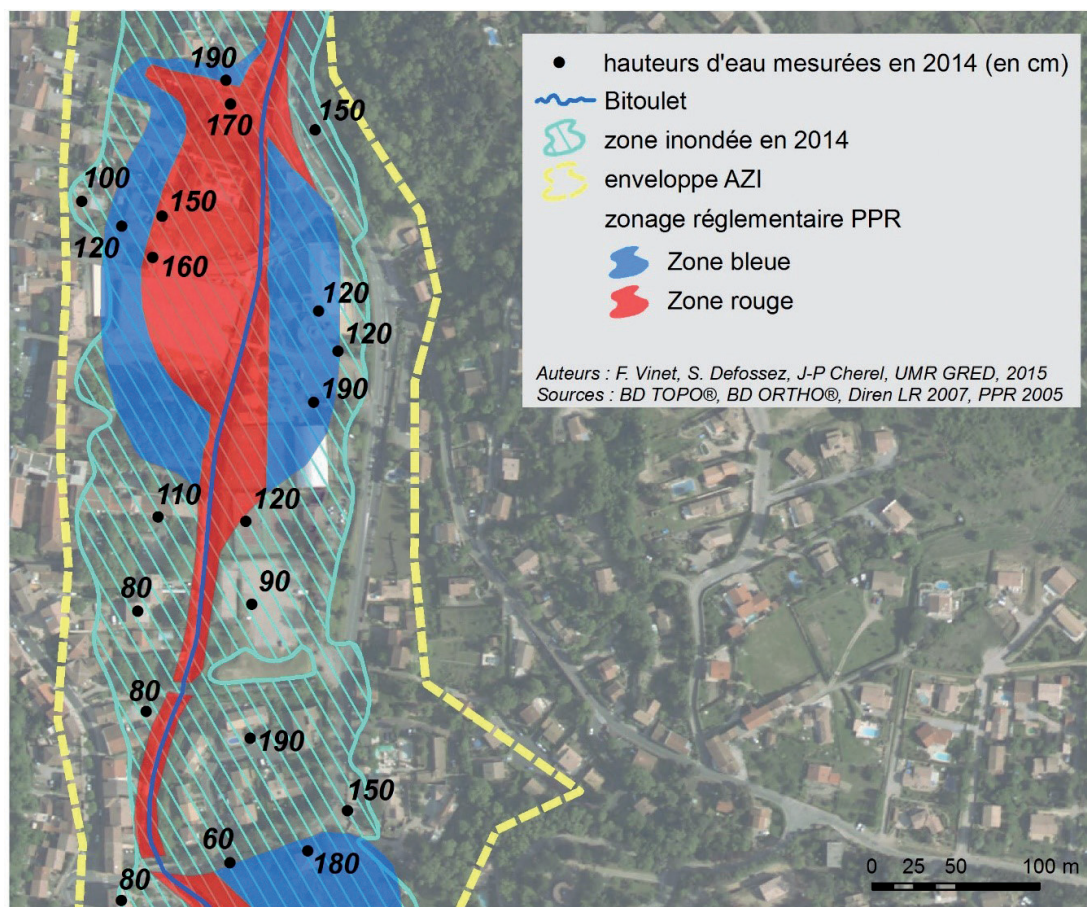 hauteurs d'eau mesurées en 2014 (en cm)
Bitoulet
zone inondée en 2014
enveloppe AZI
zonage réglementaire PPR
Zone bleue
Zone rouge
Auteurs : F. Vinet, S. Defossez, J-P Cherel, UMR GRED, 2015
Sources : BD TOPO®, BD ORTHO®, Diren LR 2007, PPR 2005
190
170
150
100
150
120
160
120
120
190
110
120
90
80
80
190
150
60
180
80
0 25 50 100 m